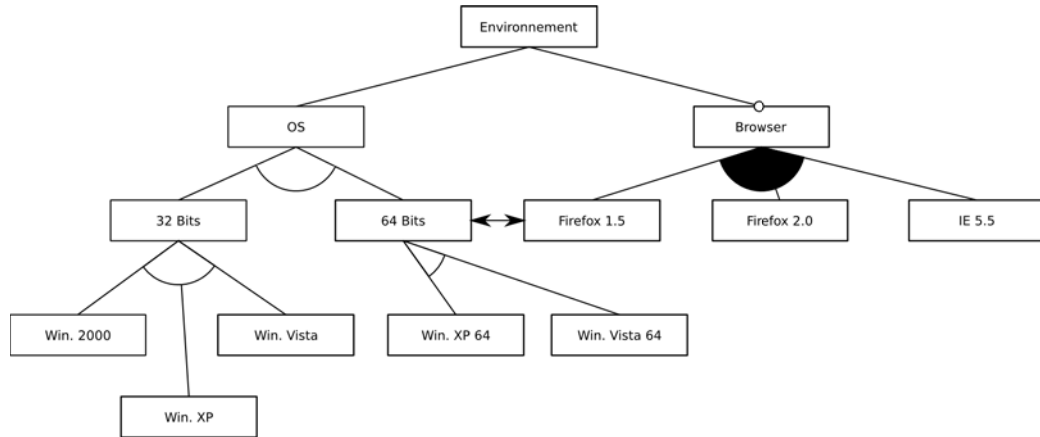 Environnement
OS
Browser
32 Bits
64 Bits
Firefox 1.5
Firefox 2.0
IE 5.5
Win. 2000
Win. Vista
Win. XP 64
Win. Vista 64
Win. XP